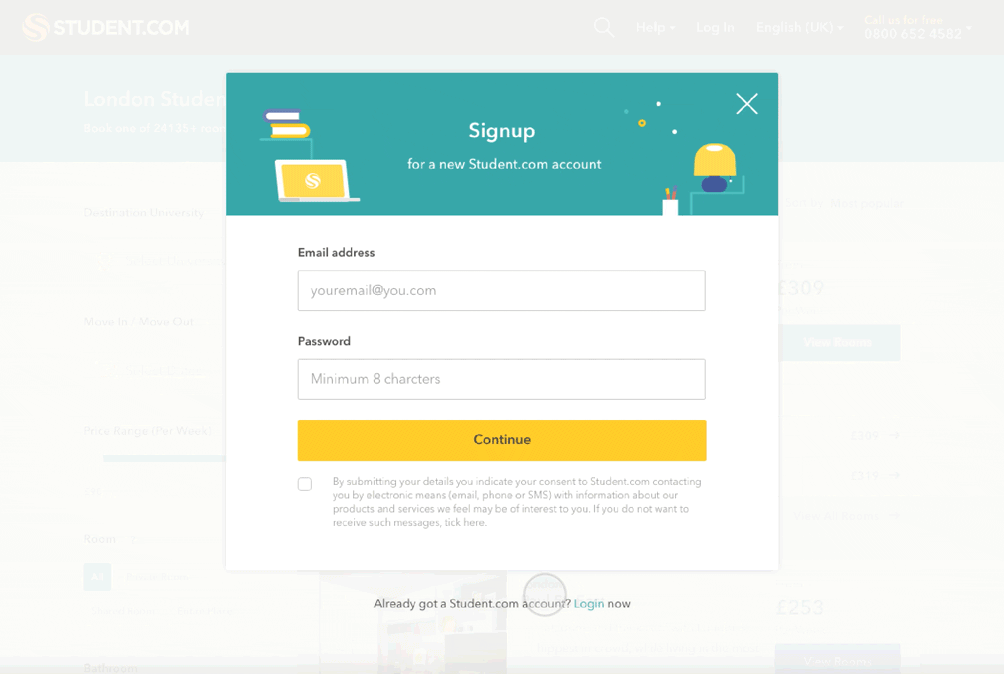 STUDENT.COM
Help
Log In
English (UK)
Call us for free
0800 652 4582
Signup
for a new Student.com account
Email address
youremail@you.com
Password
Minimum 8 charcters
Continue
By submitting your details you indicate your consent to Student.com contacting
you by electronic means (email, phone or SMS) with information about our
products and services we feel may be of interest to you. If you do not want to
receive such messages, tick here.
Already got a Student.com account? Login now
London Studen
Destination University
Move In / Move Out
Price Range (Per Week)
Room
Bathroom
Most popular
£309
View Rooms
£309
£253
View Rooms